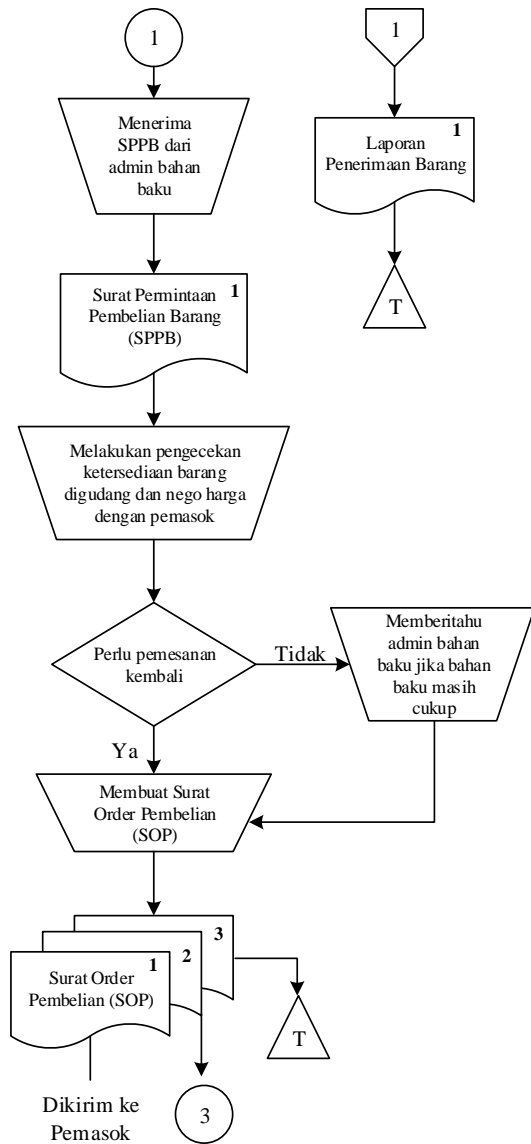 1
Menerima
SPPB dari
admin bahan
baku
1
Surat Permintaan
Pembelian Barang
(SPPB)
Melakukan pengecekan
ketersediaan barang
digudang dan nego harga
dengan pemasok
Perlu pemesanan
kembali
Tidak
Memberitahu
admin bahan
baku jika bahan
baku masih
cukup
Ya
Membuat Surat
Order Pembelian
(SOP)
3
2
1
Surat Order
Pembelian (SOP)
T
Dikirim ke
Pemasok
3
1
1
Laporan
Penerimaan Barang
T